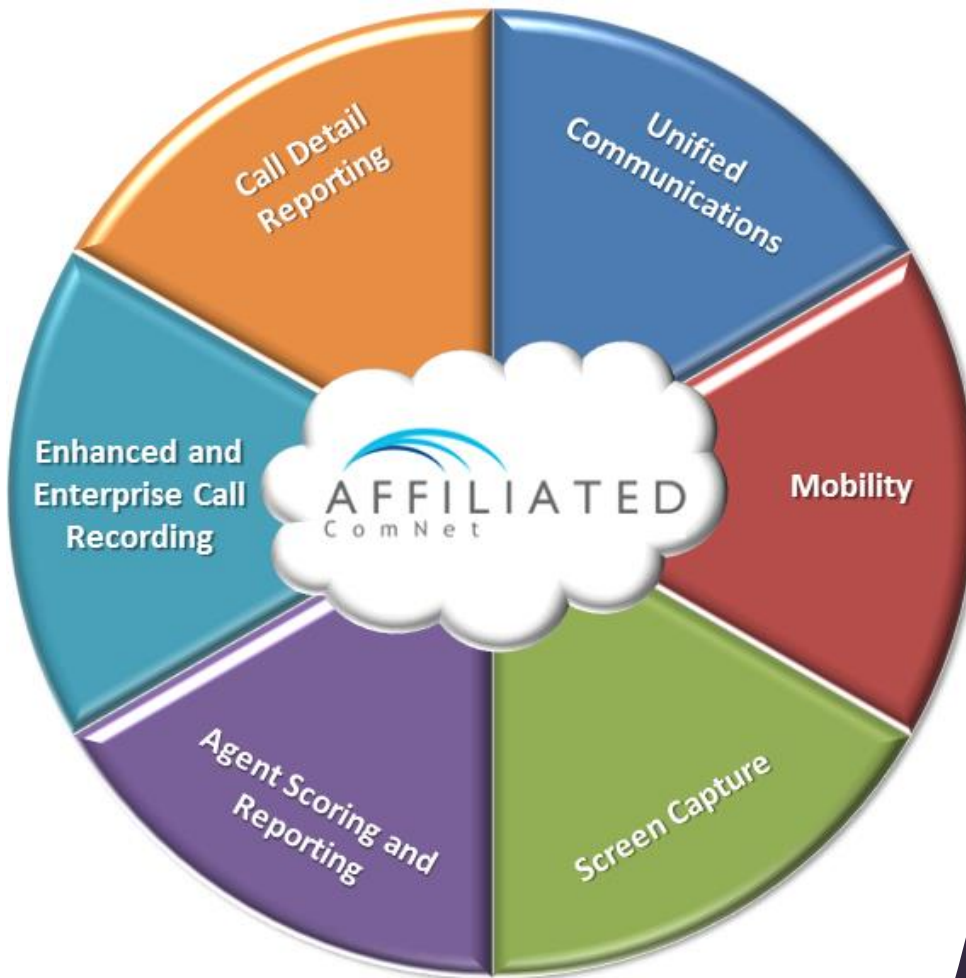 Call Detail
Reporting
Unified
Communications
Enhanced and
Enterprise Call
Recording
AFFILIATED
ComNet
Mobility
Agent Scoring and
Reporting
Screen Capture